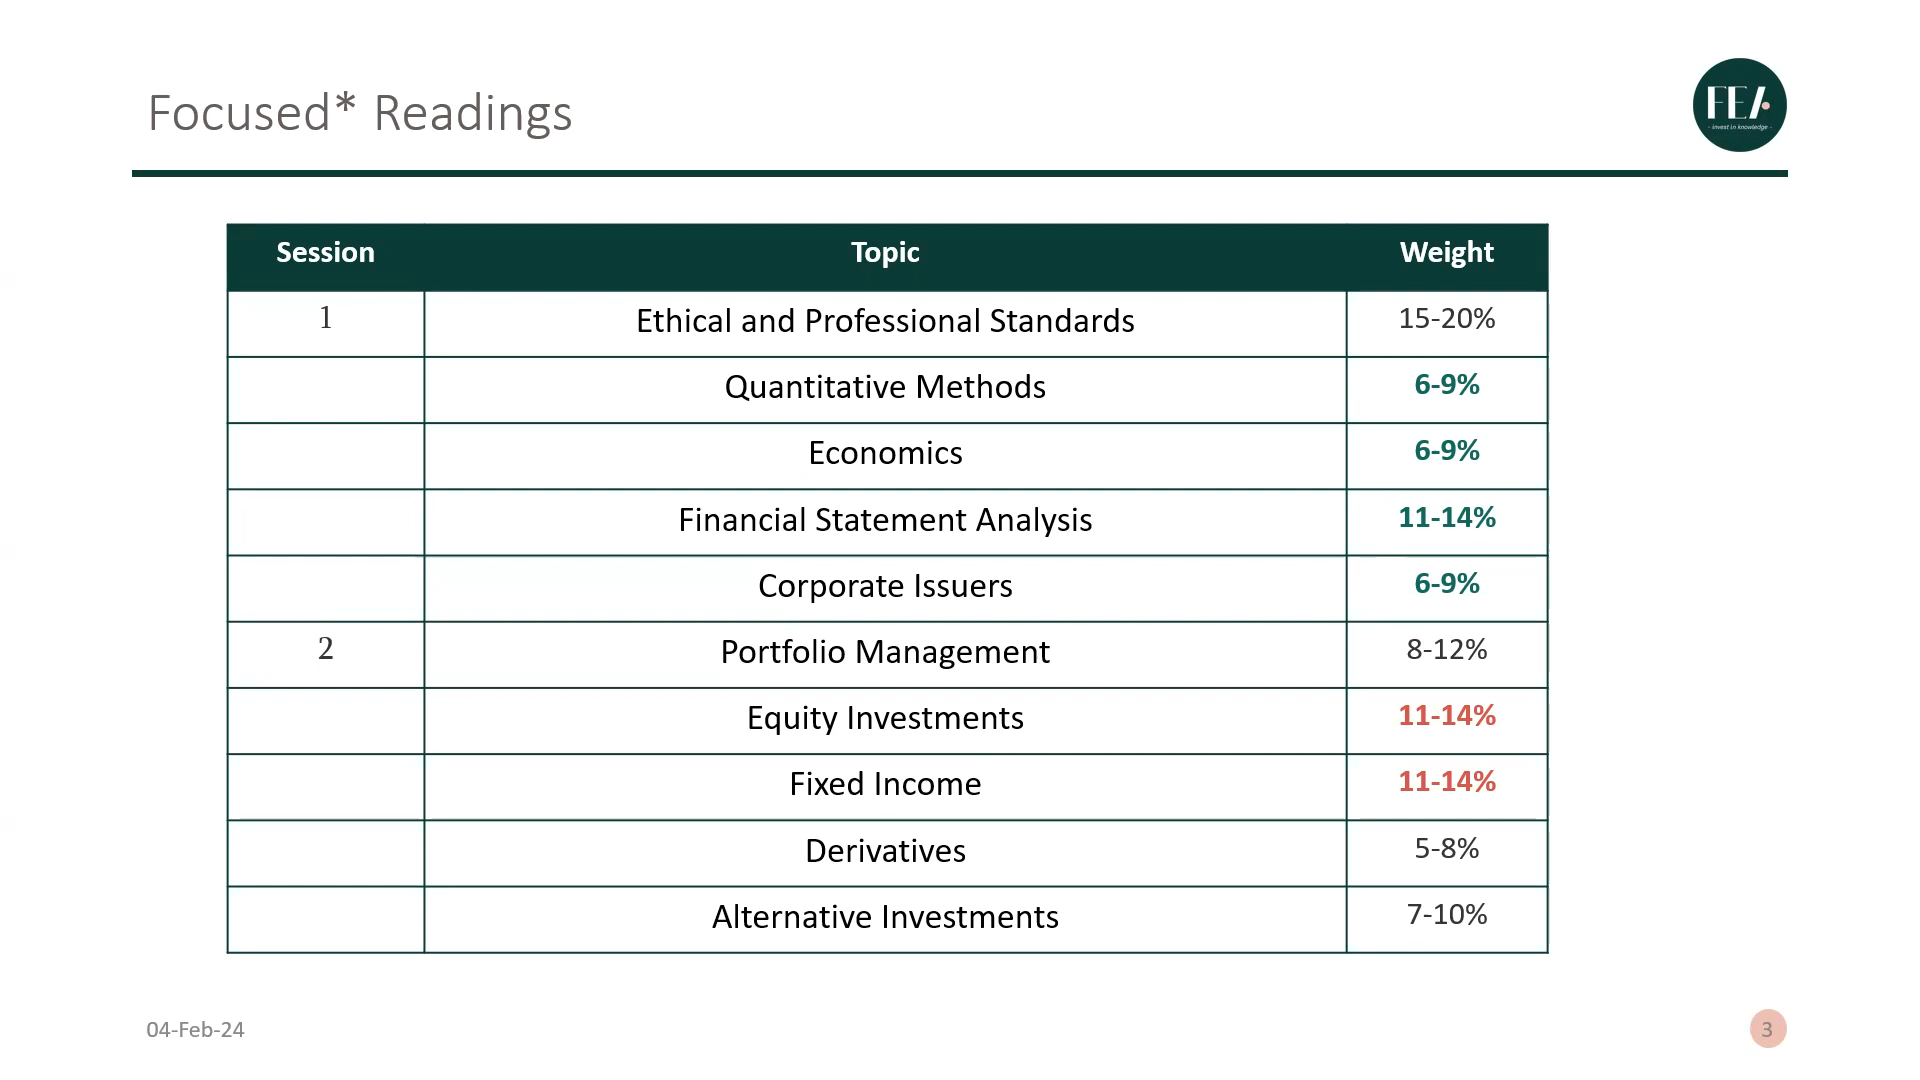 Focused* Readings
FEA
- invest in knowledge -
Session Topic Weight
1 Ethical and Professional Standards 15-20%
Quantitative Methods 6-9%
Economics 6-9%
Financial Statement Analysis 11-14%
Corporate Issuers 6-9%
2 Portfolio Management 8-12%
Equity Investments 11-14%
Fixed Income 11-14%
Derivatives 5-8%
Alternative Investments 7-10%
04-Feb-24
3